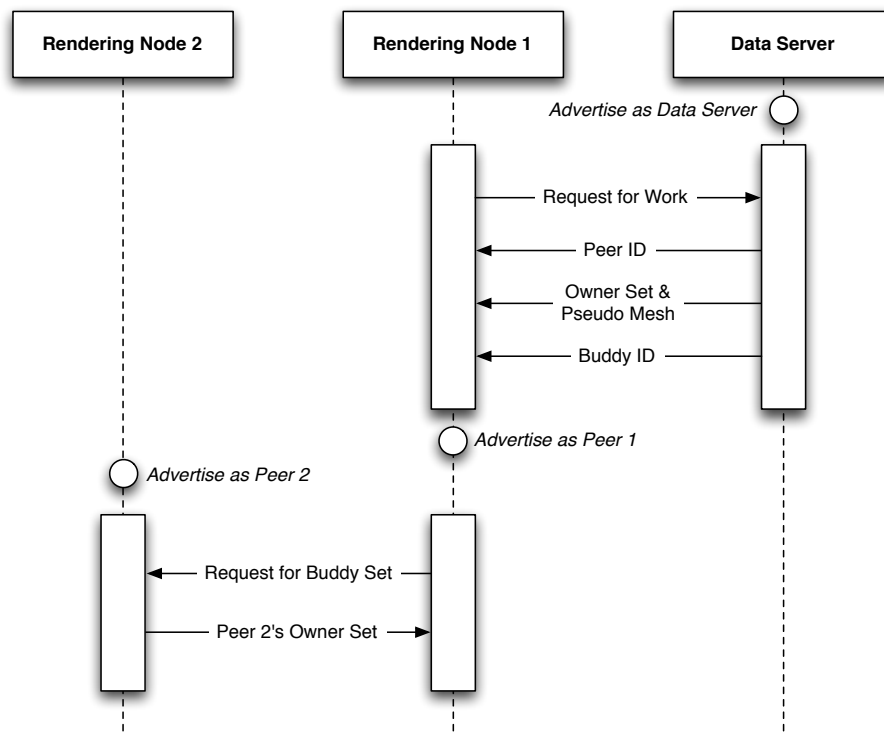 Rendering Node 2
Rendering Node 1
Data Server
Advertise as Data Server
Request for Work
Peer ID
Owner Set &
Pseudo Mesh
Buddy ID
Advertise as Peer 1
Advertise as Peer 2
Request for Buddy Set
Peer 2's Owner Set